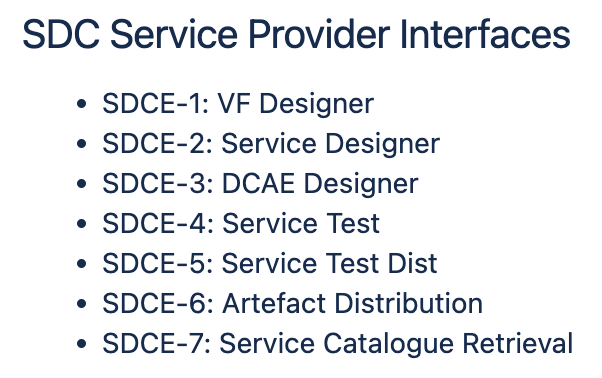 SDC Service Provider Interfaces
• SDCE-1: VF Designer
• SDCE-2: Service Designer
• SDCE-3: DCAE Designer
• SDCE-4: Service Test
• SDCE-5: Service Test Dist
• SDCE-6: Artefact Distribution
• SDCE-7: Service Catalogue Retrieval